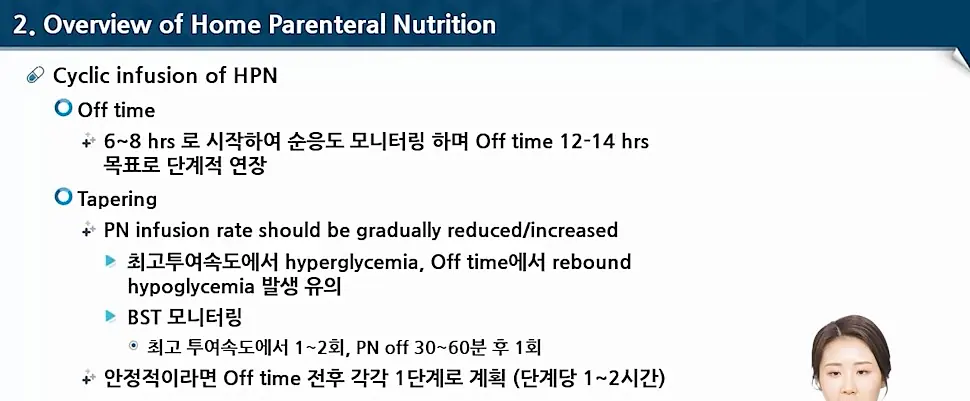 2. Overview of Home Parenteral Nutrition
Cyclic infusion of HPN
Off time
6~8 hrs 로 시작하여 순응도 모니터링 하며 Off time 12-14 hrs
목표로 단계적 연장
Tapering
PN infusion rate should be gradually reduced/increased
최고투여속도에서 hyperglycemia, Off time에서 rebound
hypoglycemia 발생 유의
BST 모니터링
최고 투여속도에서 1~2회, PN off 30~60분 후 1회
안정적이라면 Off time 전후 각각 1단계로 계획 (단계당 1~2시간)